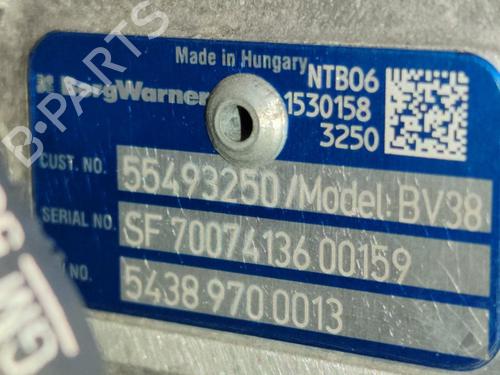 Made in Hungary
BorgWarner
NTB06
1530158
3250
CUST. NO. 55493250/Model: BV38
SERIAL NO. SF 70074136 00159
NO. 5438 970 0013
B-PARTS
GM